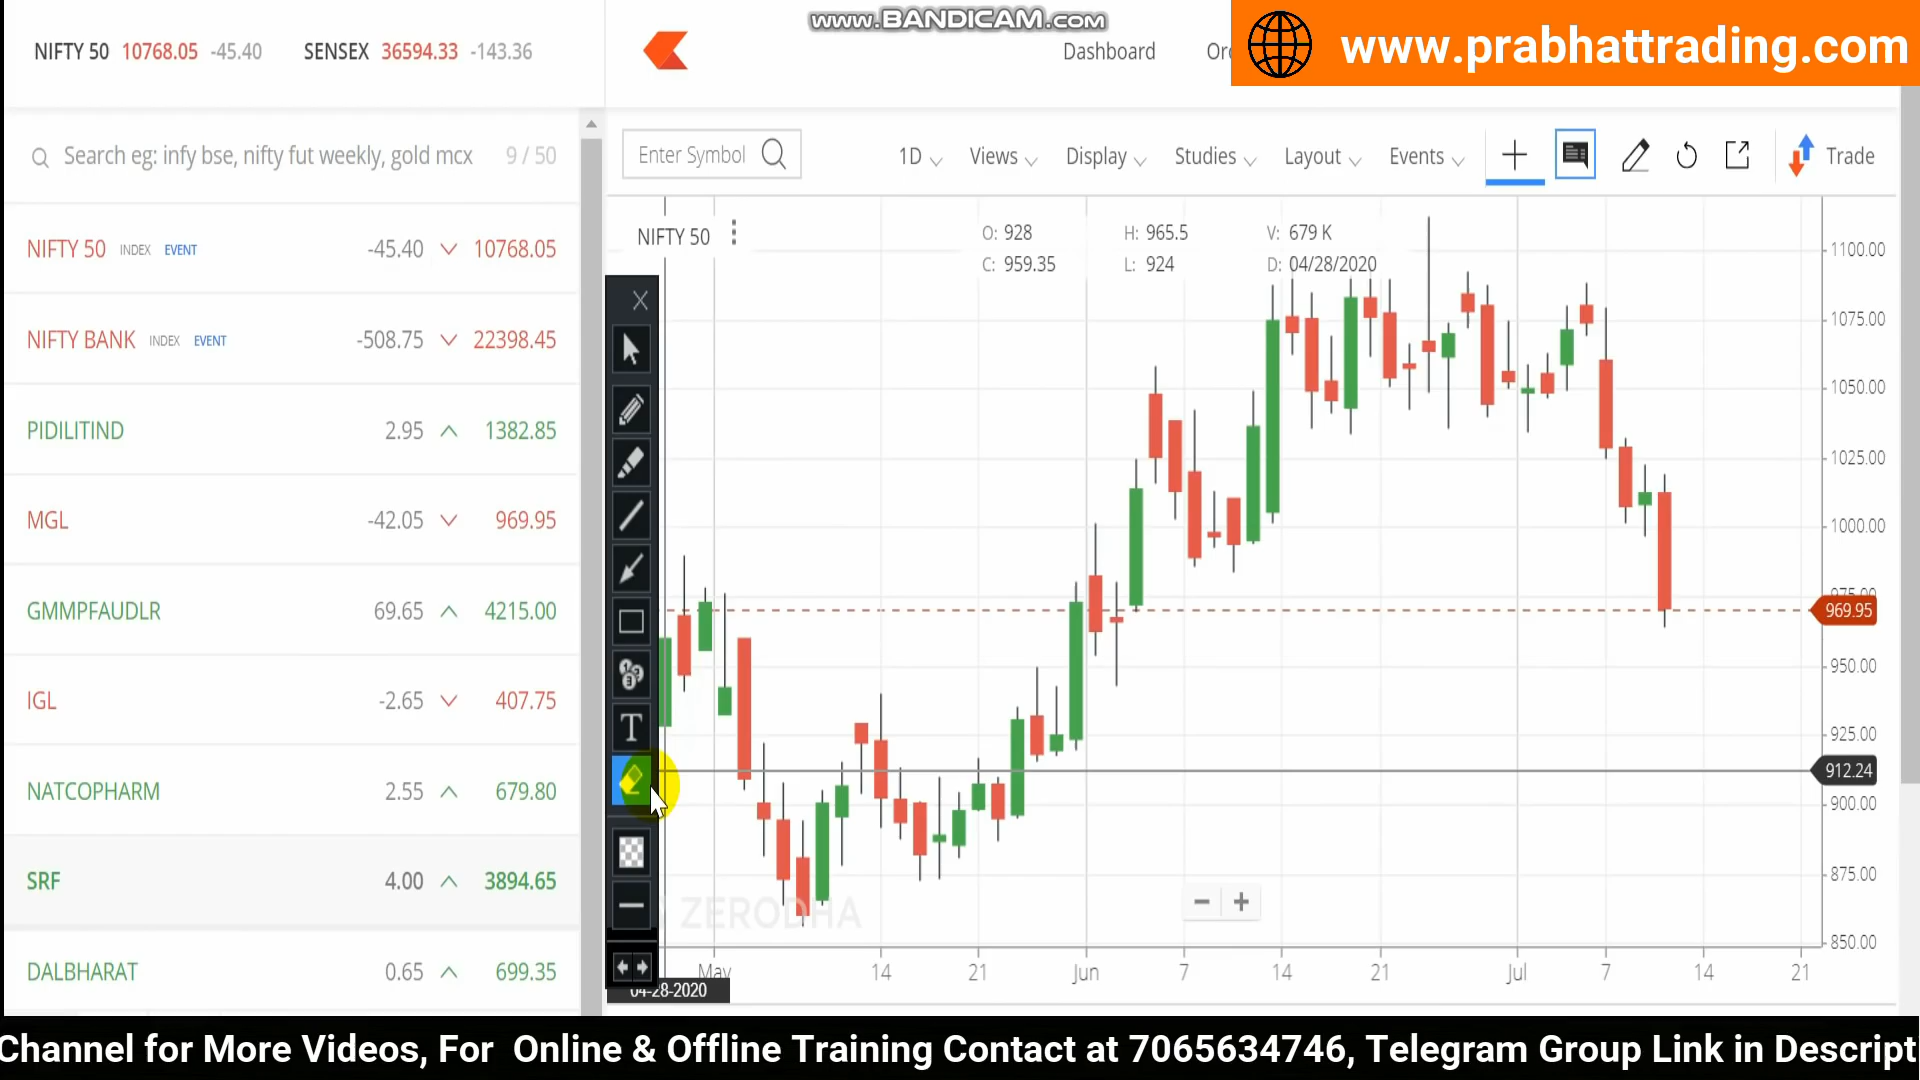 www.BANDICAM.com
www.prabhattrading.com
NIFTY 50 10768.05 -45.40 SENSEX 36594.33 -143.36
Dashboard
Search eg: infy bse, nifty fut weekly, gold mcx 9 / 50
Enter Symbol 1D Views Display Studies Layout Events Trade
NIFTY 50 INDEX EVENT -45.40 10768.05
NIFTY BANK INDEX EVENT -508.75 22398.45
PIDILITIND 2.95 1382.85
MGL -42.05 969.95
GMMPFAUDLR 69.65 4215.00
IGL -2.65 407.75
NATCOPHARM 2.55 679.80
SRF 4.00 3894.65
DALBHARAT 0.65 699.35
NIFTY 50
O: 928 H: 965.5 V: 679 K
C: 959.35 L: 924 D: 04/28/2020
X
1
2
3
T
1100.00
1075.00
1050.00
1025.00
1000.00
975.00
969.95
950.00
925.00
912.24
900.00
875.00
850.00
ZERODHA
May 14 21 Jun 7 14 21 Jul 7 14 21
04-28-2020
Channel for More Videos, For Online & Offline Training Contact at 7065634746, Telegram Group Link in Descript